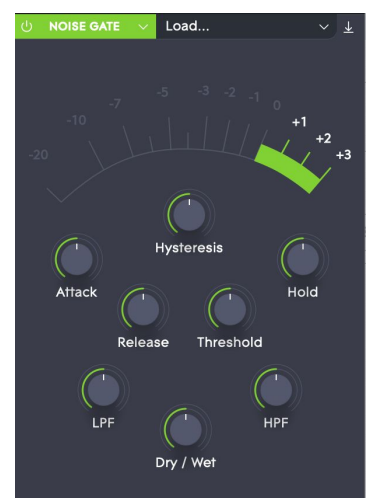 NOISE GATE
Load...
-20
-10
-7
-5
-3
-2
-1
0
+1
+2
+3
Hysteresis
Attack
Hold
Release
Threshold
LPF
HPF
Dry / Wet